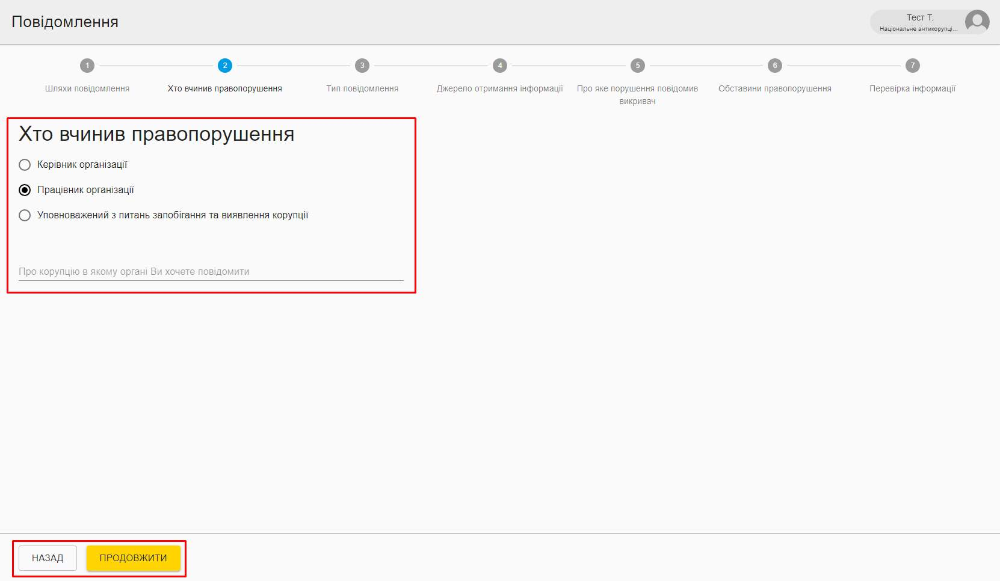 Повідомлення
Тест Т.
Національне антикорупці...
1
2
3
4
5
6
7
Шляхи повідомлення
Хто вчинив правопорушення
Тип повідомлення
Джерело отримання інформації
Про яке порушення повідомив
викривач
Обставини правопорушення
Перевірка інформації
Хто вчинив правопорушення
Керівник організації
Працівник організації
Уповноважений з питань запобігання та виявлення корупції
Про корупцію в якому органі Ви хочете повідомити
НАЗАД
ПРОДОВЖИТИ